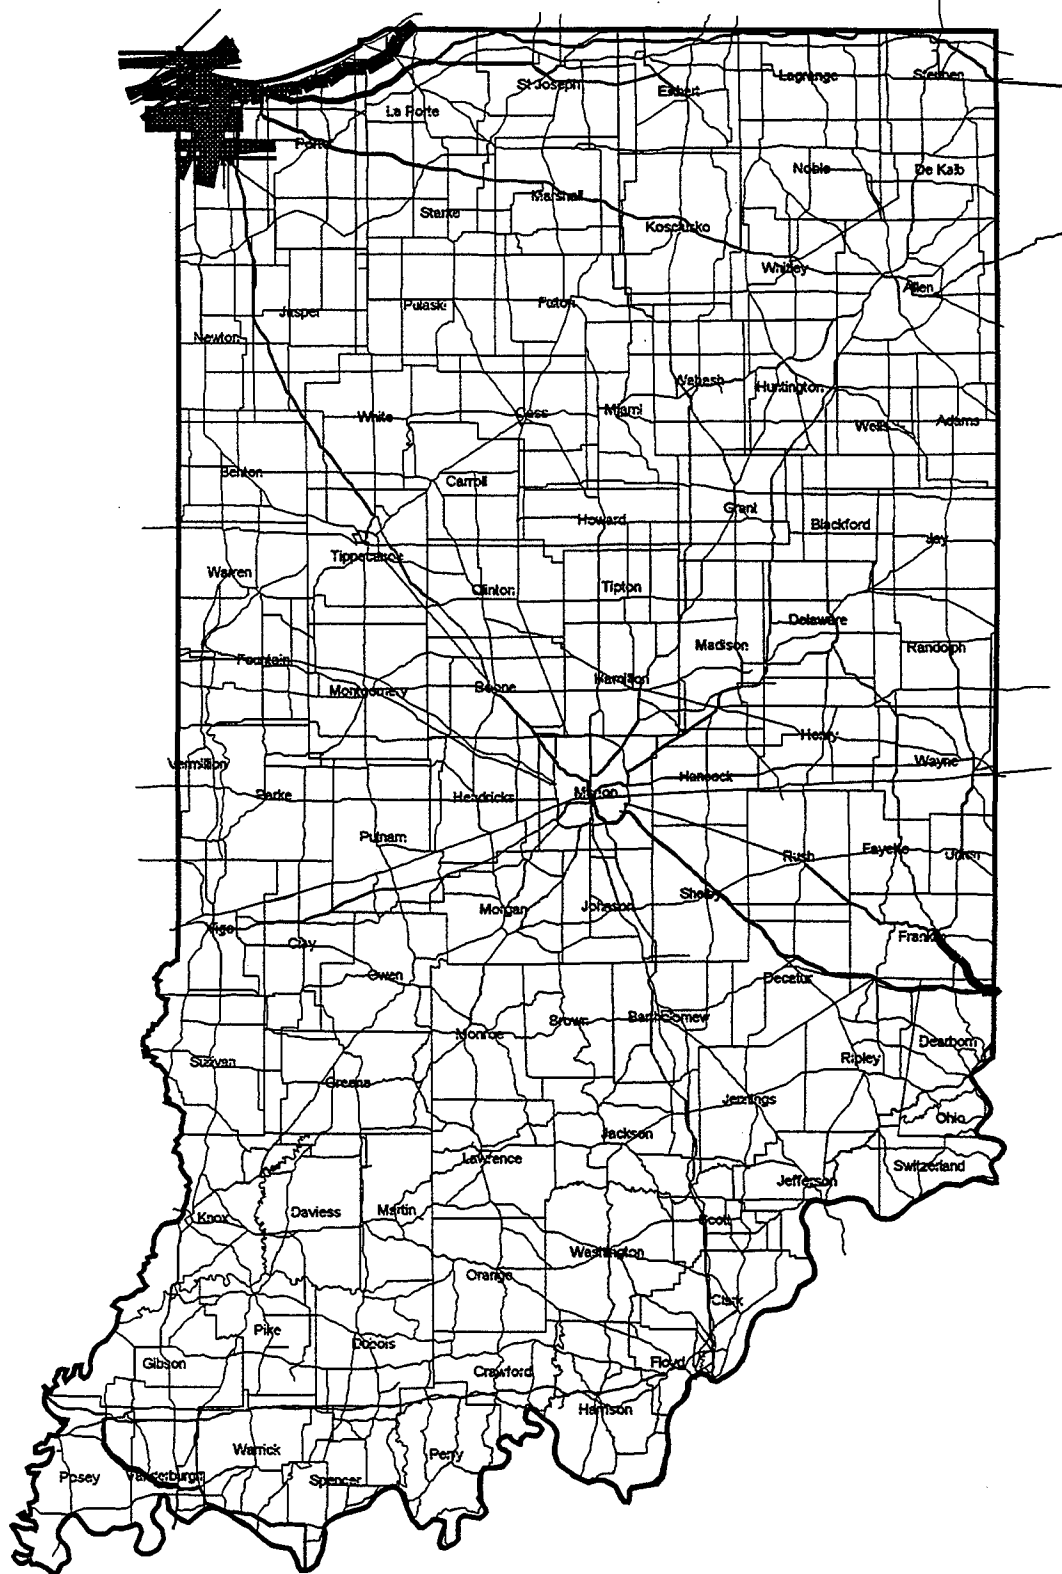 Lagrange
Steuben
St Joseph
Elkhart
La Porte
Porter
Noble
De Kalb
Marshall
Starke
Kosciusko
Whitley
Allen
Pulaski
Fulton
Jasper
Newton
Wabash
Huntington
White
Cass
Miami
Wells
Adams
Benton
Carroll
Howard
Grant
Blackford
Jay
Tippecanoe
Warren
Clinton
Tipton
Delaware
Madison
Randolph
Fountain
Hamilton
Montgomery
Boone
Henry
Wayne
Vermillion
Hancock
Parke
Hendricks
Marion
Putnam
Rush
Fayette
Union
Shelby
Morgan
Johnson
Vigo
Clay
Franklin
Owen
Decatur
Brown
Bartholomew
Monroe
Dearborn
Sullivan
Ripley
Greene
Jennings
Ohio
Jackson
Lawrence
Switzerland
Jefferson
Knox
Daviess
Martin
Scott
Washington
Orange
Clark
Pike
Dubois
Gibson
Crawford
Floyd
Harrison
Warrick
Perry
Posey
Vanderburgh
Spencer